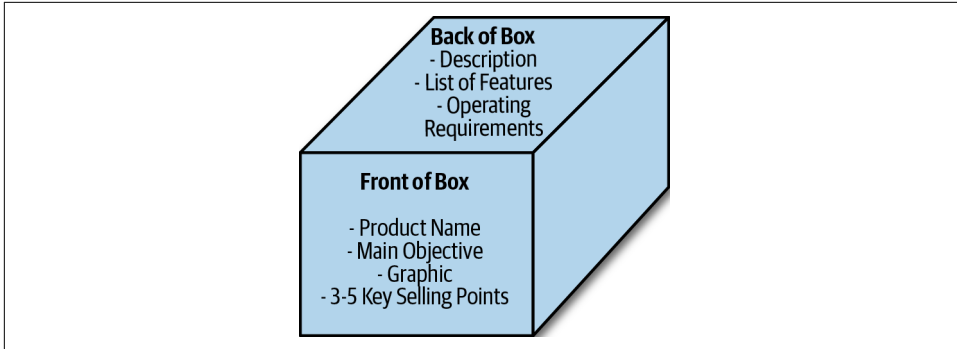 Back of Box
- Description
- List of Features
- Operating
Requirements
Front of Box
- Product Name
- Main Objective
- Graphic
- 3-5 Key Selling Points